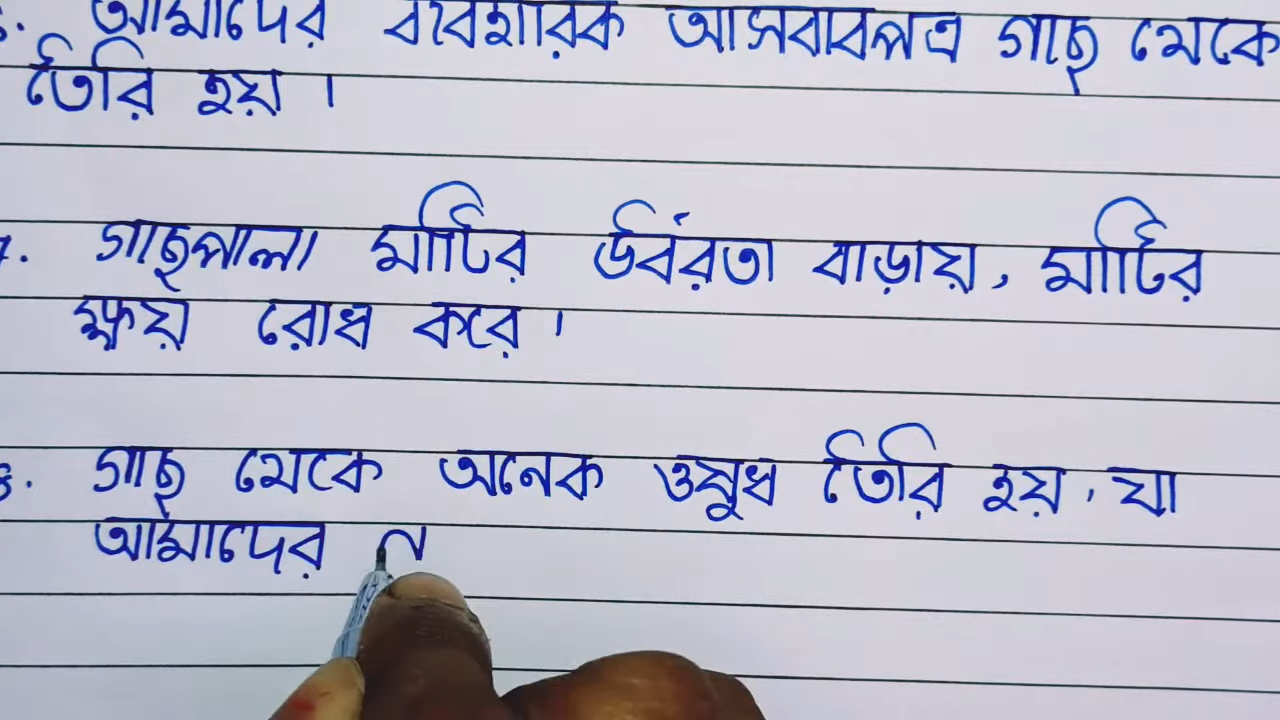 আমাদের ব্যবহারিক আসবাবপত্র গাছ থেকে
তৈরি হয়।
গাছপালা মাটির উর্বরতা বাড়ায়, মাটির
ক্ষয় রোধ করে।
গাছ থেকে অনেক ওষুধ তৈরি হয়, যা
আমাদের